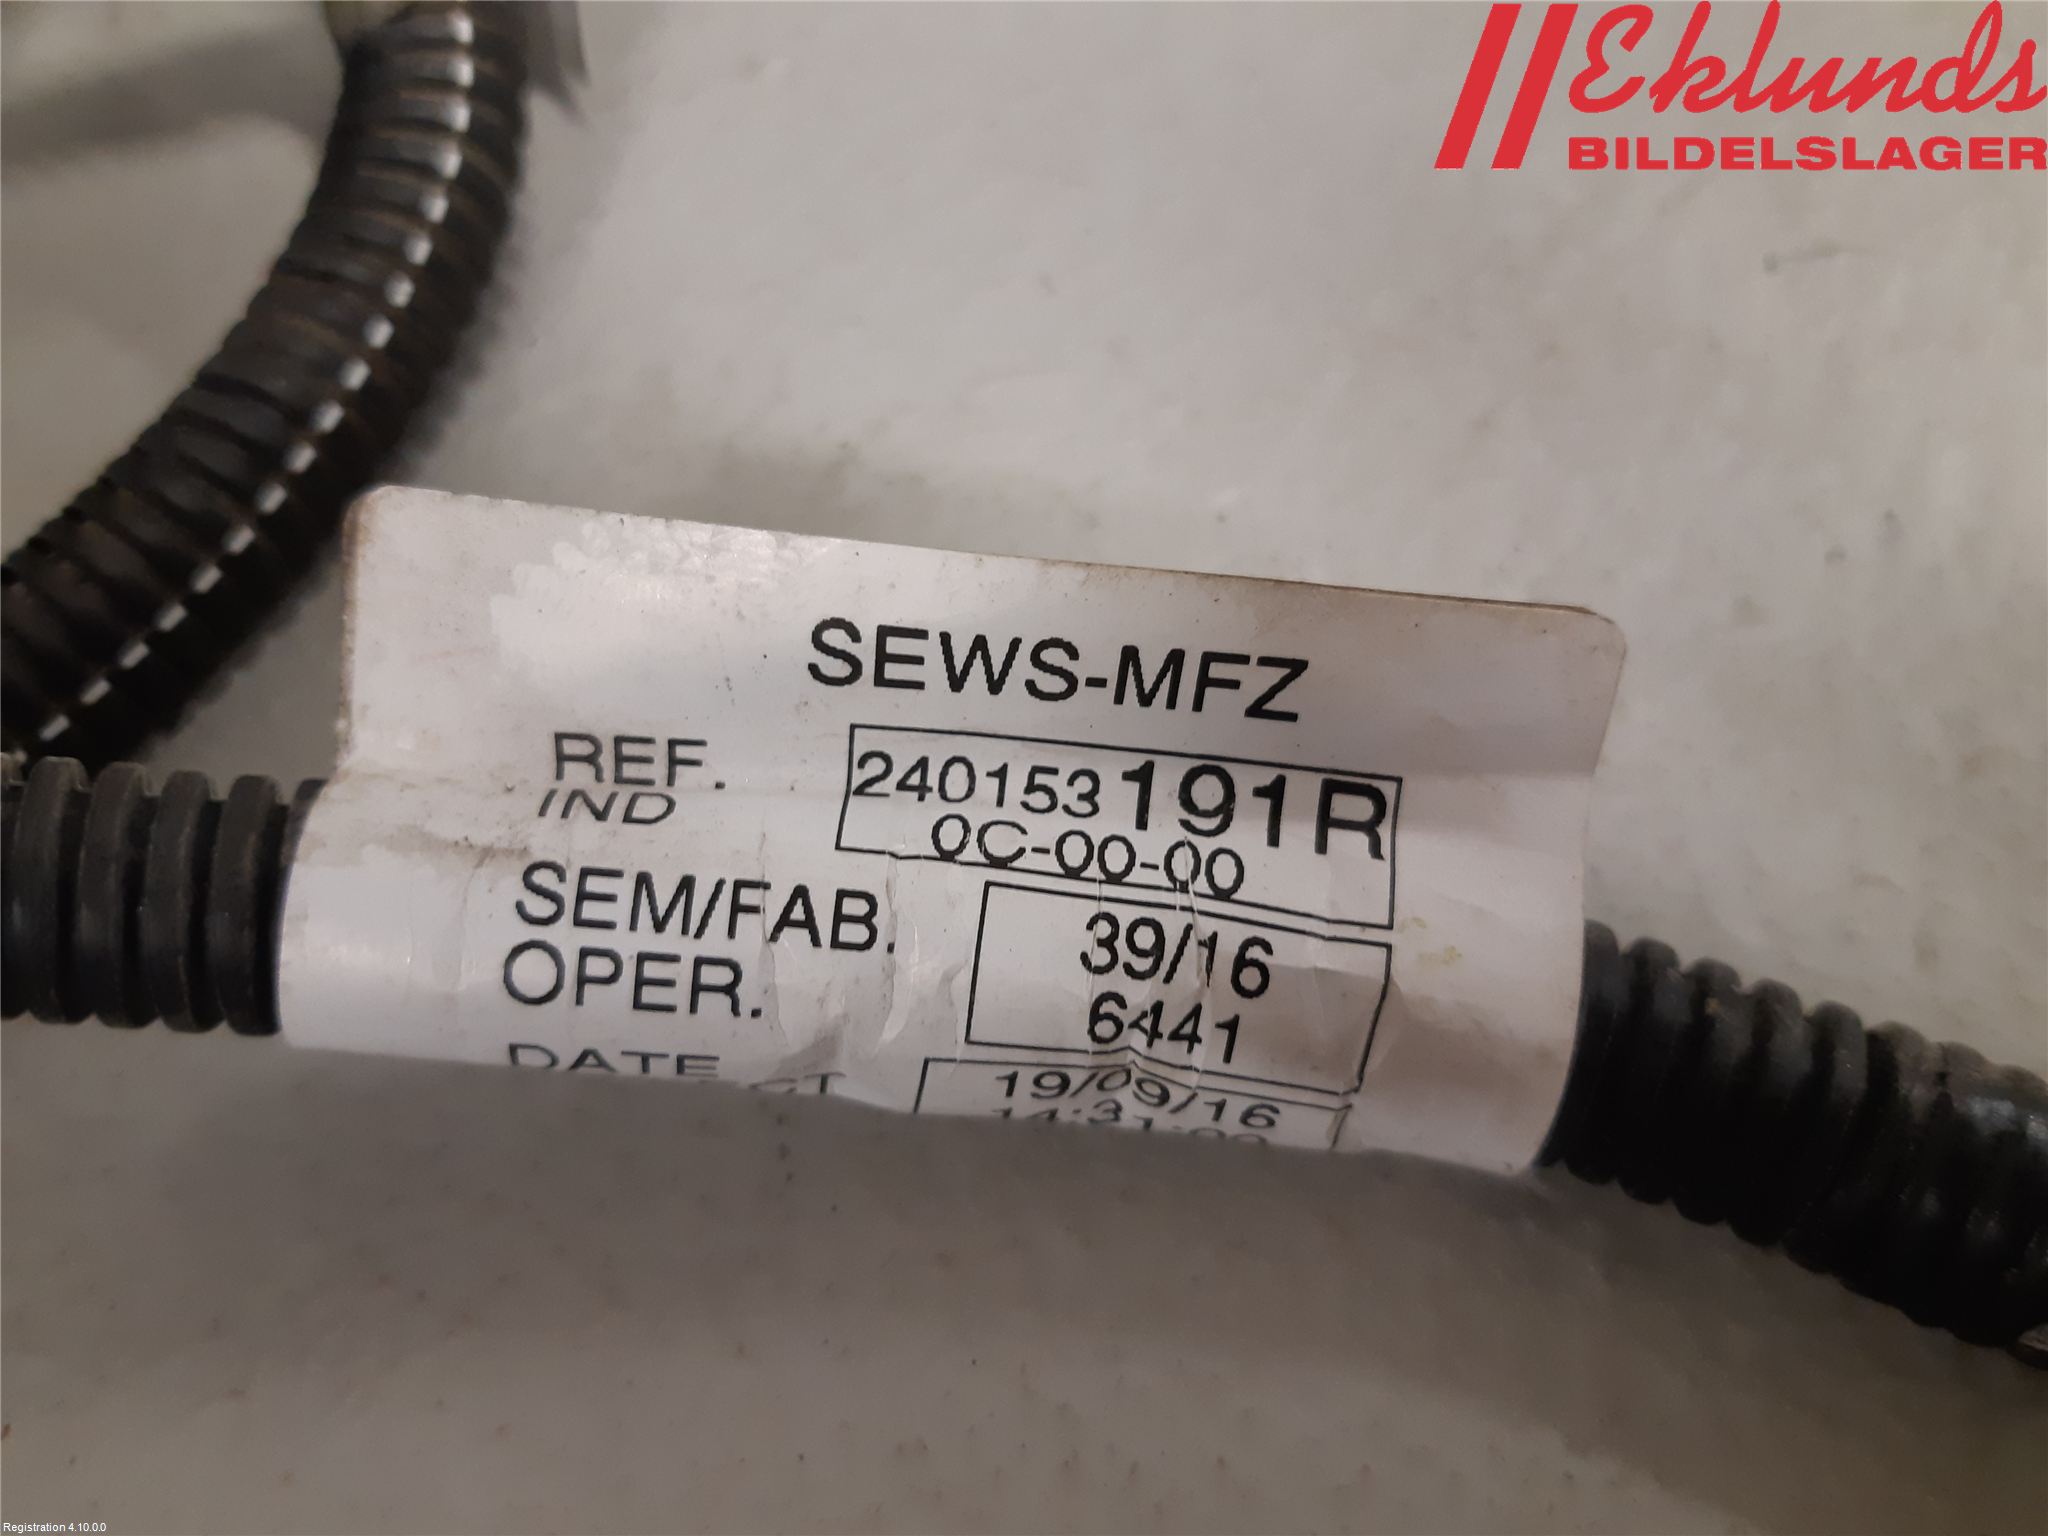 Eklunds
BILDELSLAGER
SEWS-MFZ
REF. 240153191R
IND 0C-00-00
SEM/FAB. 39/16
OPER. 6441
DATE 19/09/16
Registration 4.10.0.0